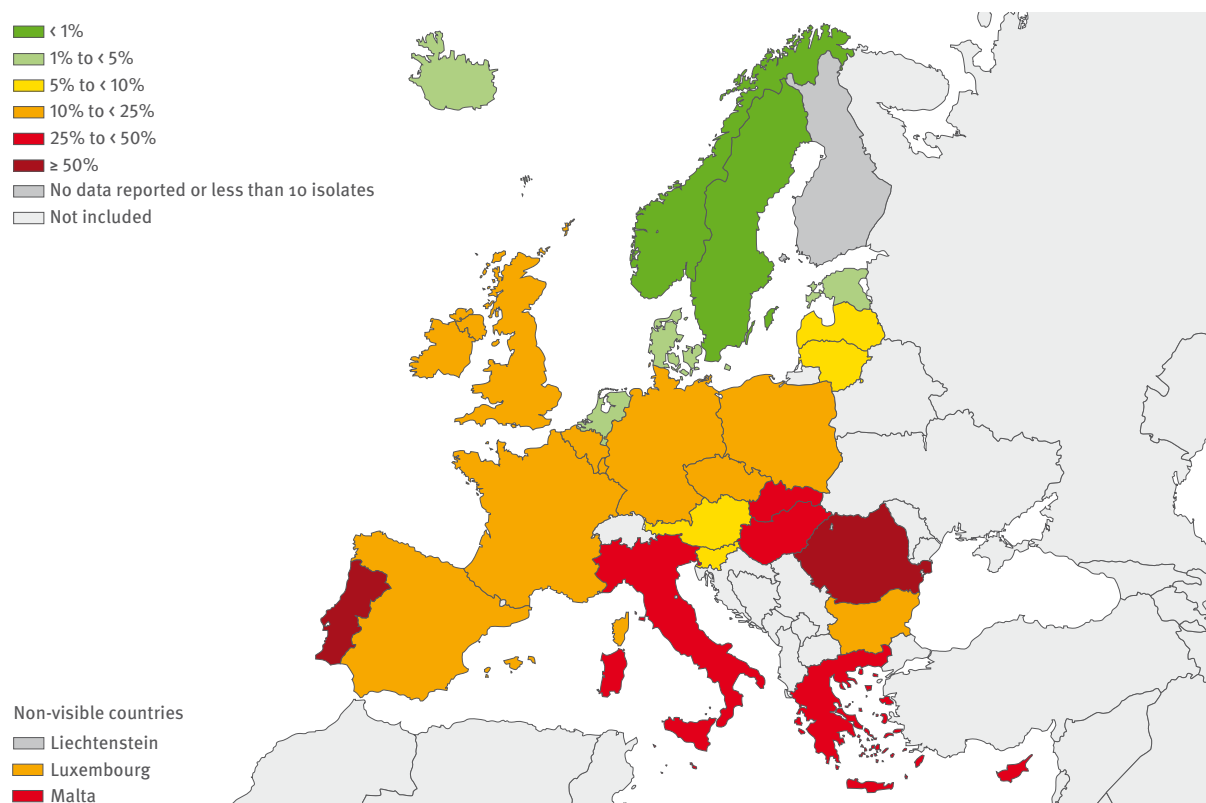 < 1%
1% to < 5%
5% to < 10%
10% to < 25%
25% to < 50%
≥ 50%
No data reported or less than 10 isolates
Not included
Non-visible countries
Liechtenstein
Luxembourg
Malta